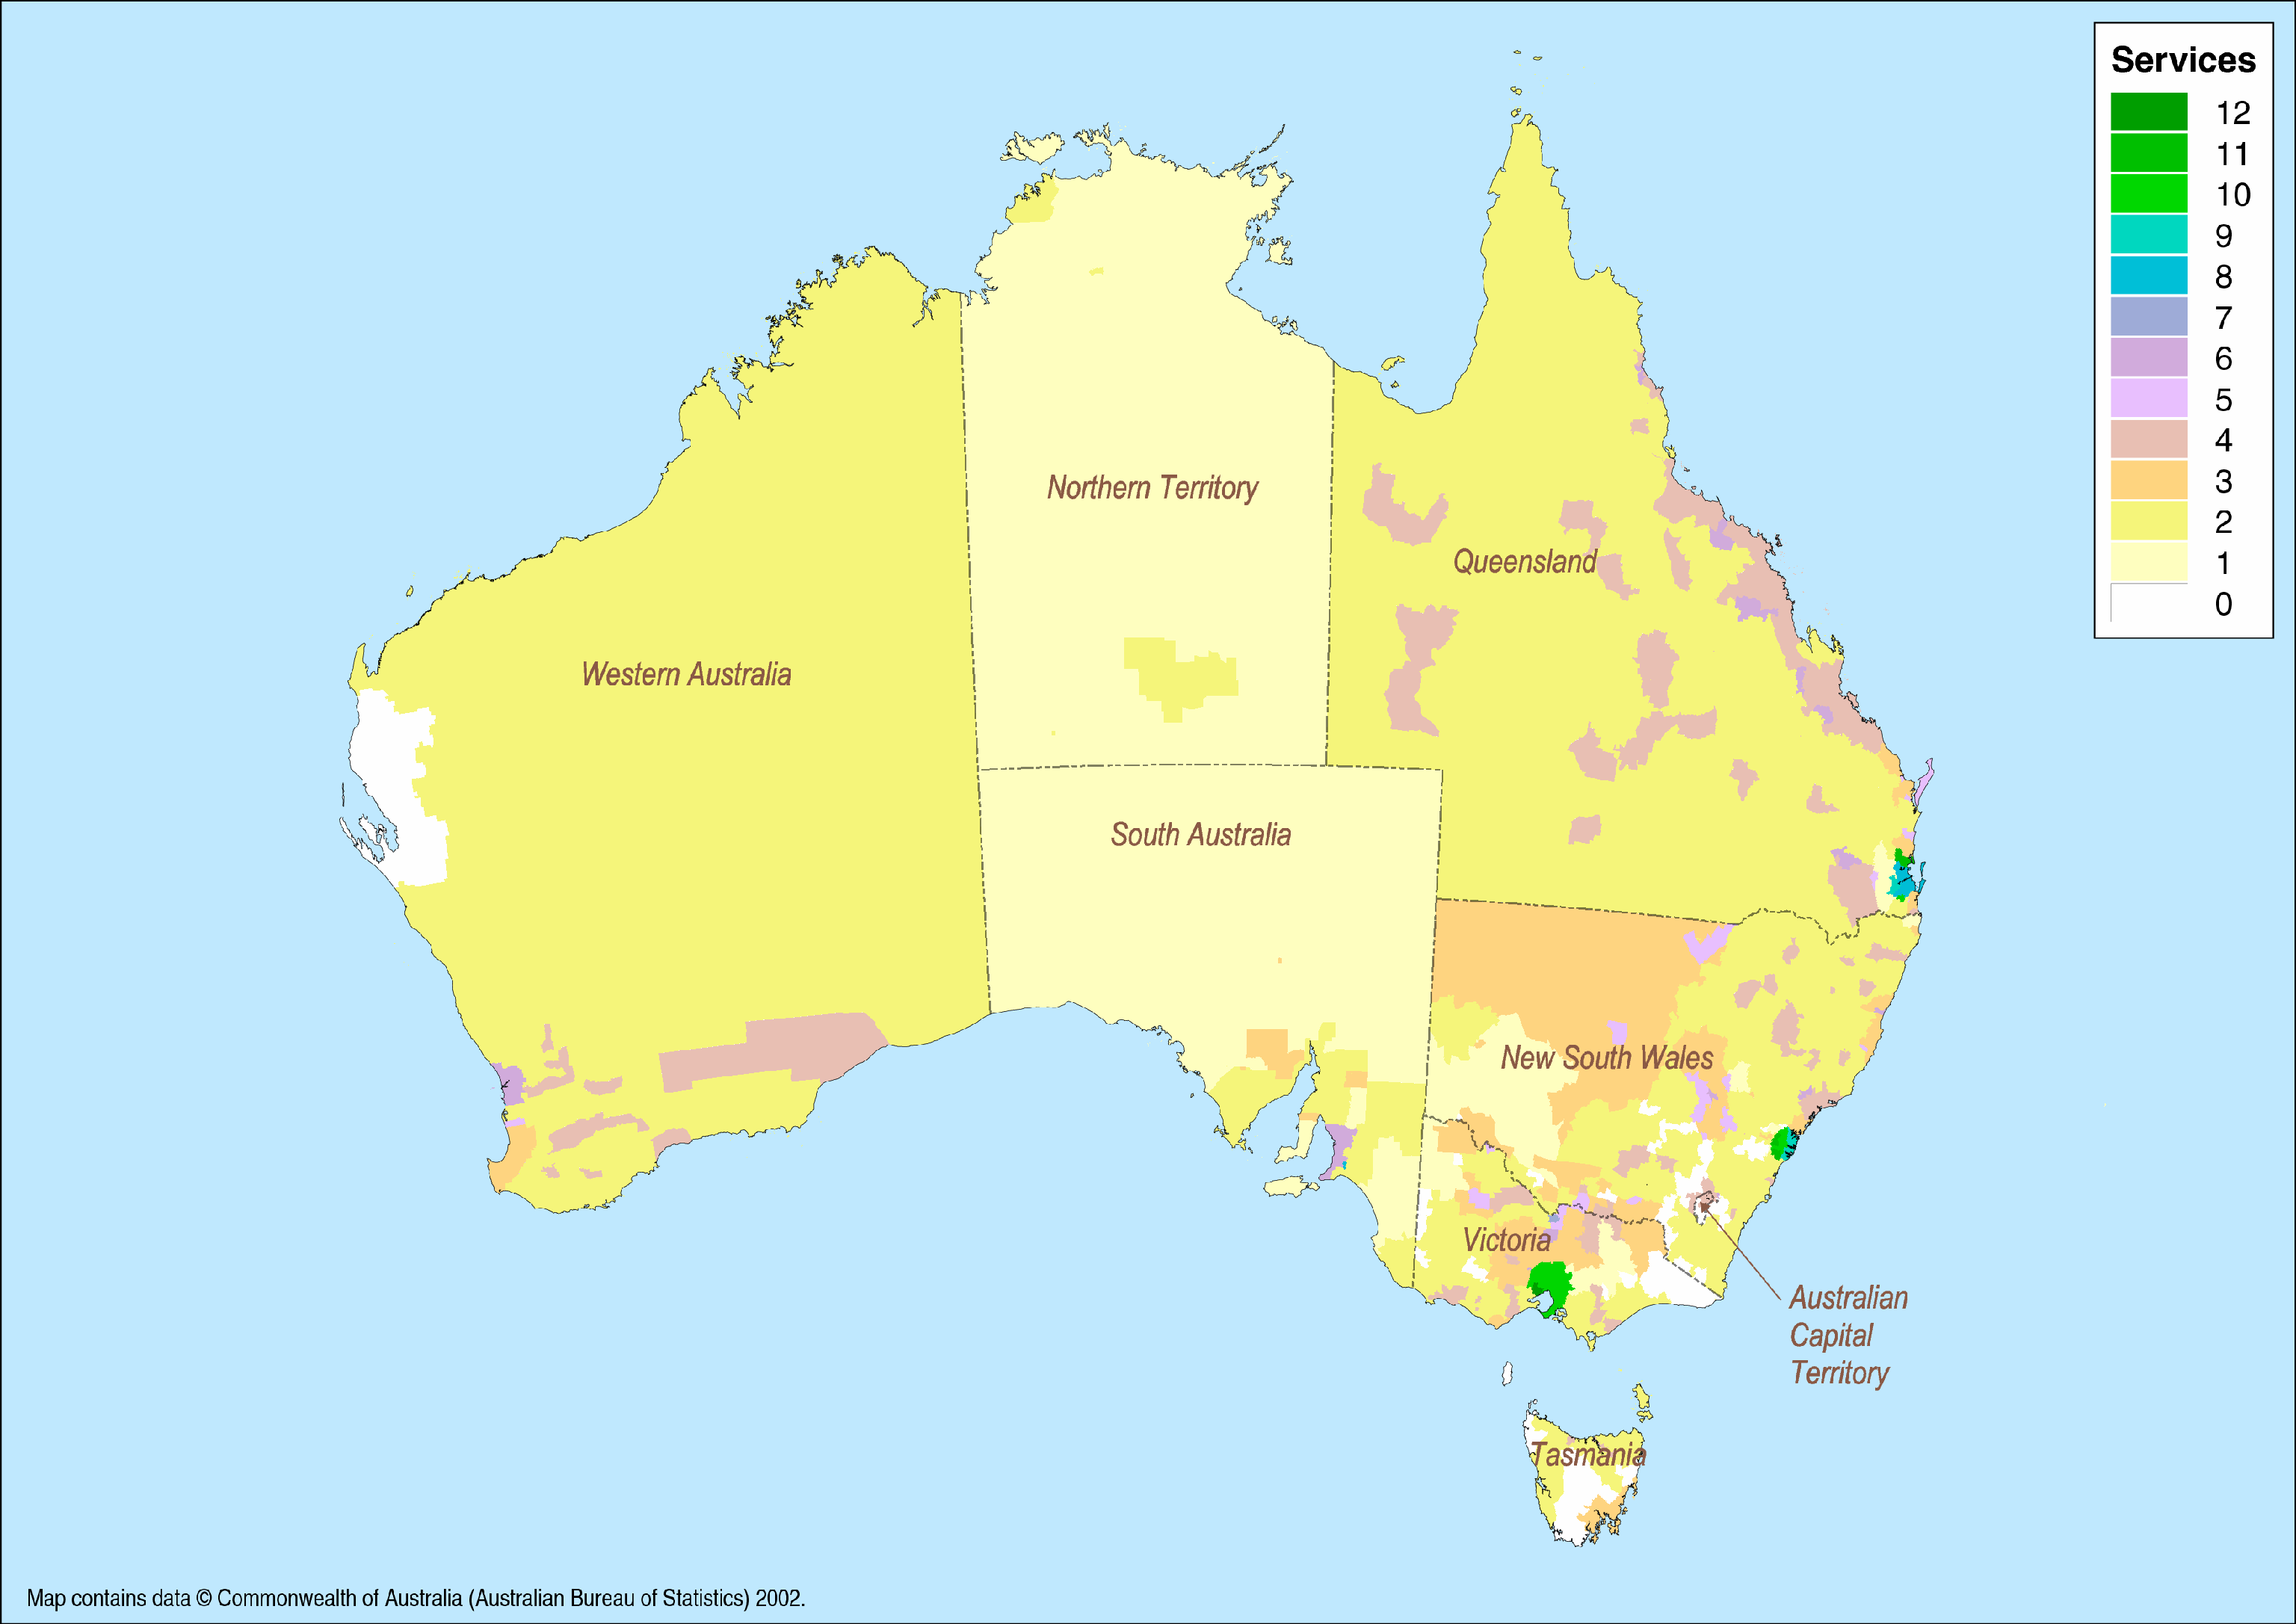 Services
12
11
10
9
8
7
6
5
4
3
2
1
0
Northern Territory
Queensland
Western Australia
South Australia
New South Wales
Victoria
Australian
Capital
Territory
Tasmania
Map contains data © Commonwealth of Australia (Australian Bureau of Statistics) 2002.